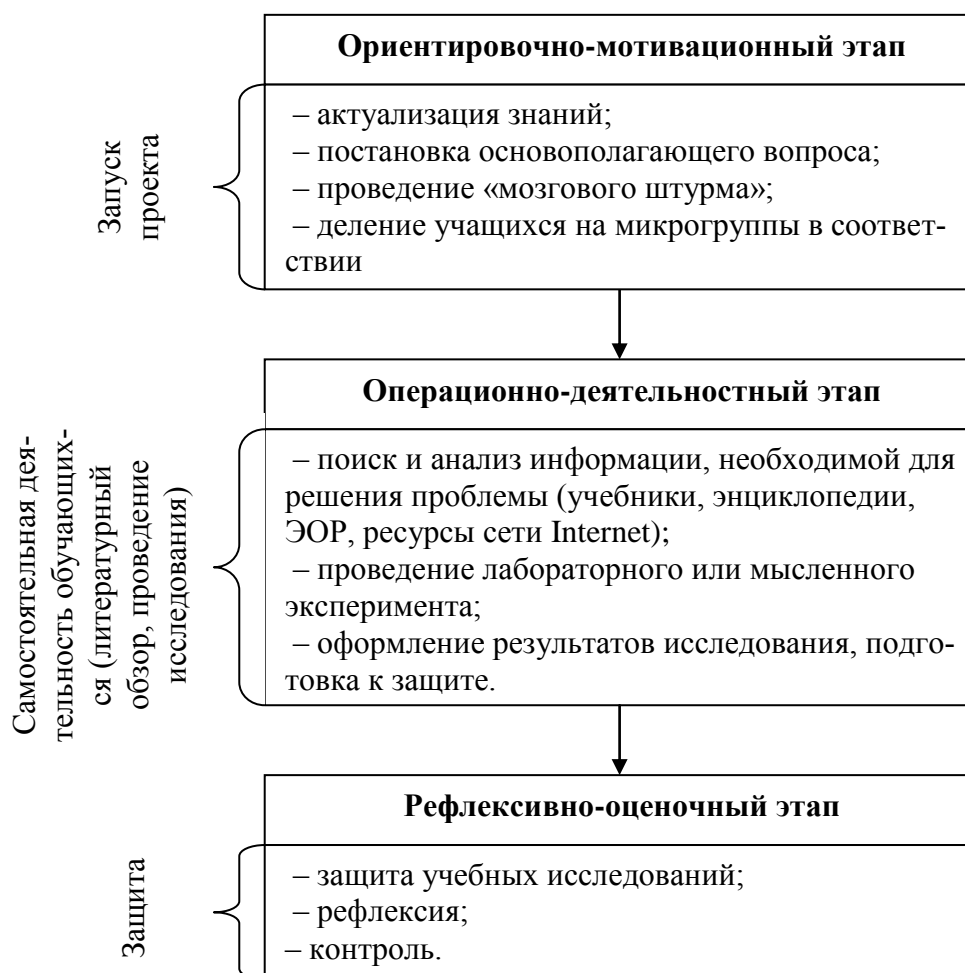 Ориентировочно-мотивационный этап
Запуск
проекта
– актуализация знаний;
– постановка основополагающего вопроса;
– проведение «мозгового штурма»;
– деление учащихся на микрогруппы в соответ-
ствии
Операционно-деятельностный этап
Самостоятельная дея-
тельность обучающих-
ся (литературный
обзор, проведение
исследования)
– поиск и анализ информации, необходимой для
решения проблемы (учебники, энциклопедии,
ЭОР, ресурсы сети Internet);
– проведение лабораторного или мысленного
эксперимента;
– оформление результатов исследования, подго-
товка к защите.
Рефлексивно-оценочный этап
Защита
– защита учебных исследований;
– рефлексия;
– контроль.